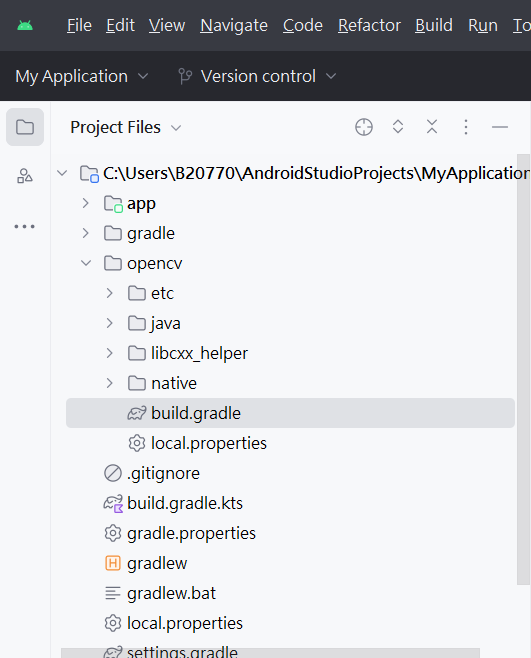 File Edit View Navigate Code Refactor Build Run To
My Application Version control
Project Files
C:\Users\B20770\AndroidStudioProjects\MyApplication
app
gradle
opencv
etc
java
libcxx_helper
native
build.gradle
local.properties
.gitignore
build.gradle.kts
gradle.properties
H gradlew
gradlew.bat
local.properties
settings.gradle